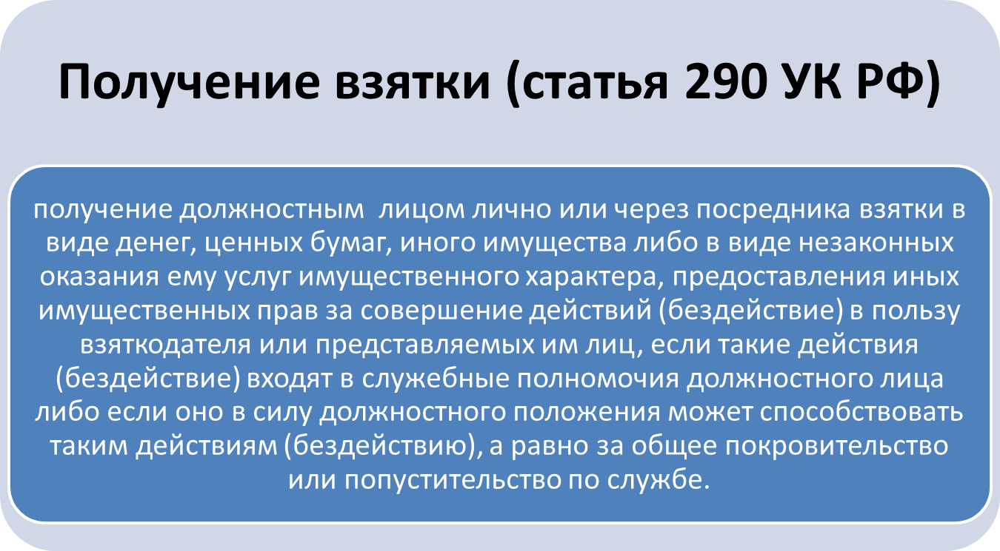 Получение взятки (статья 290 УК РФ)
получение должностным  лицом лично или через посредника взятки в
виде денег, ценных бумаг, иного имущества либо в виде незаконных
оказания ему услуг имущественного характера, предоставления иных
имущественных прав за совершение действий (бездействие) в пользу
взяткодателя или представляемых им лиц, если такие действия
(бездействие) входят в служебные полномочия должностного лица
либо если оно в силу должностного положения может способствовать
таким действиям (бездействию), а равно за общее покровительство
или попустительство по службе.